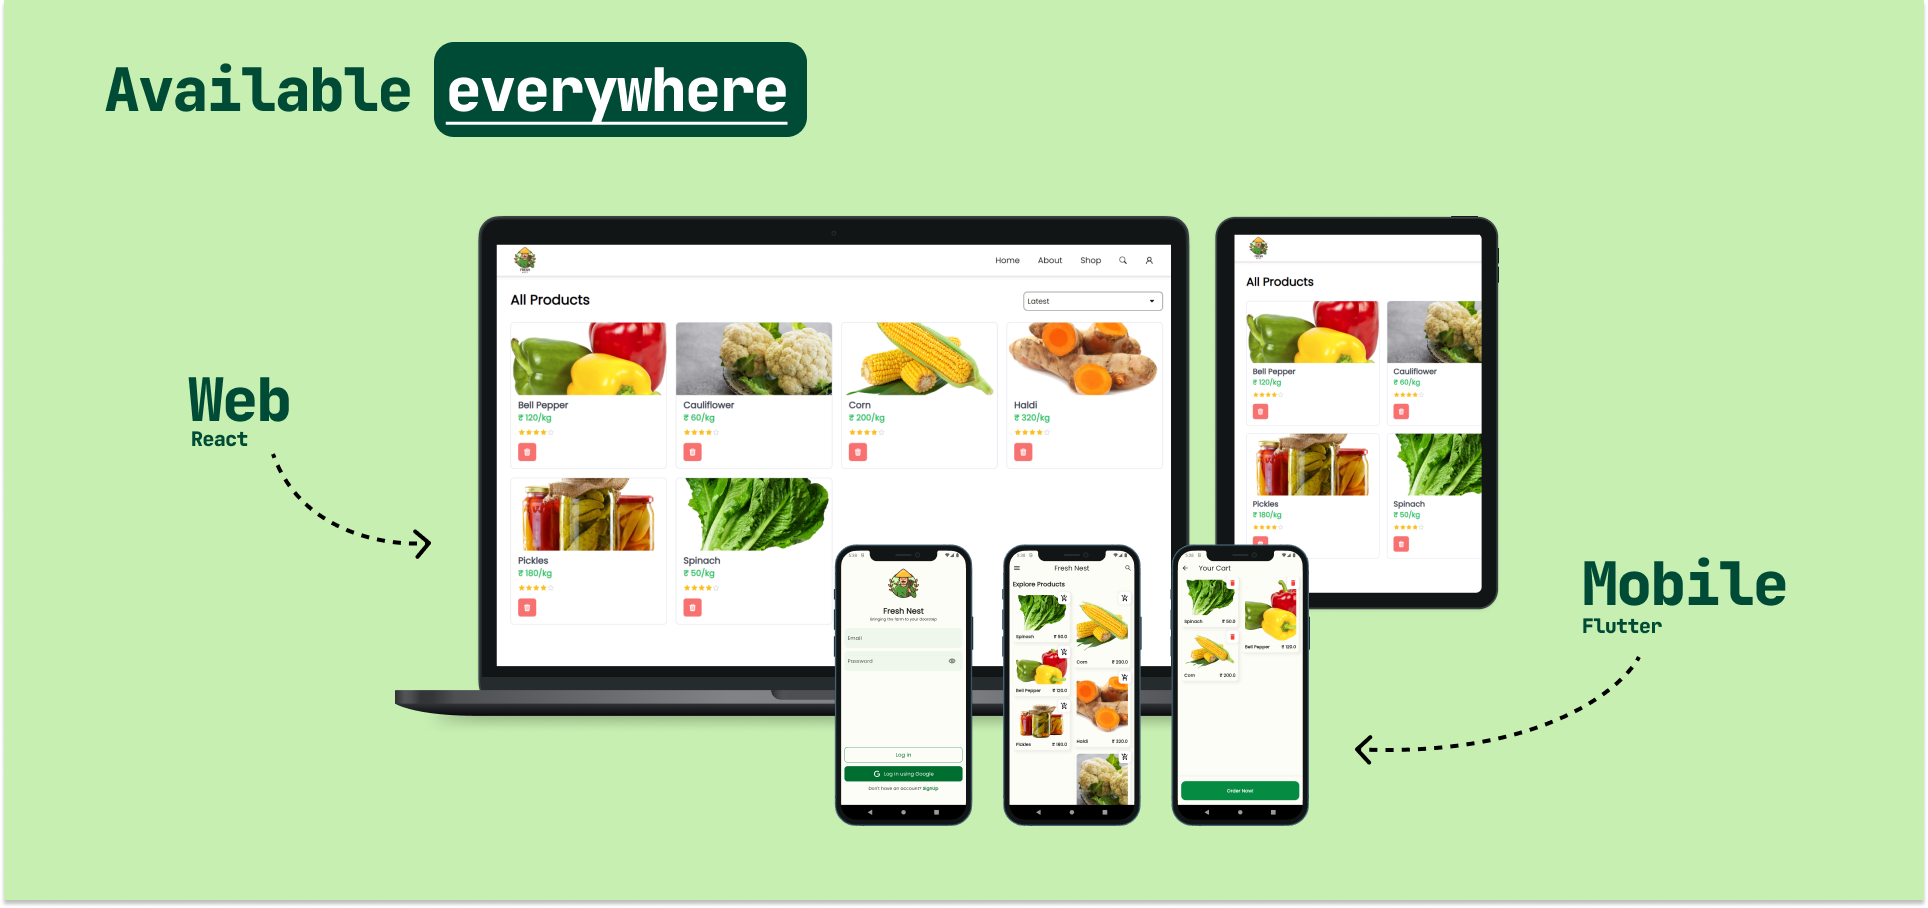 Available everywhere
Web
React
Mobile
Flutter
Home About Shop
All Products
Latest
Bell Pepper
₹ 120/kg
Cauliflower
₹ 60/kg
Corn
₹ 200/kg
Haldi
₹ 320/kg
Pickles
₹ 180/kg
Spinach
₹ 50/kg
All Products
Bell Pepper
₹ 120/kg
Cauliflower
₹ 60/kg
Pickles
₹ 180/kg
Spinach
₹ 50/kg
Fresh Nest
Bringing the farm to your doorstep
Email
Password
Log in
Log in using Google
Don't have an account? SignUp
Fresh Nest
Explore Products
Spinach ₹ 50.0
Corn ₹ 200.0
Bell Pepper ₹ 120.0
Haldi ₹ 320.0
Pickles ₹ 180.0
Your Cart
Spinach ₹ 50.0
Bell Pepper ₹ 120.0
Corn ₹ 200.0
Order Now!